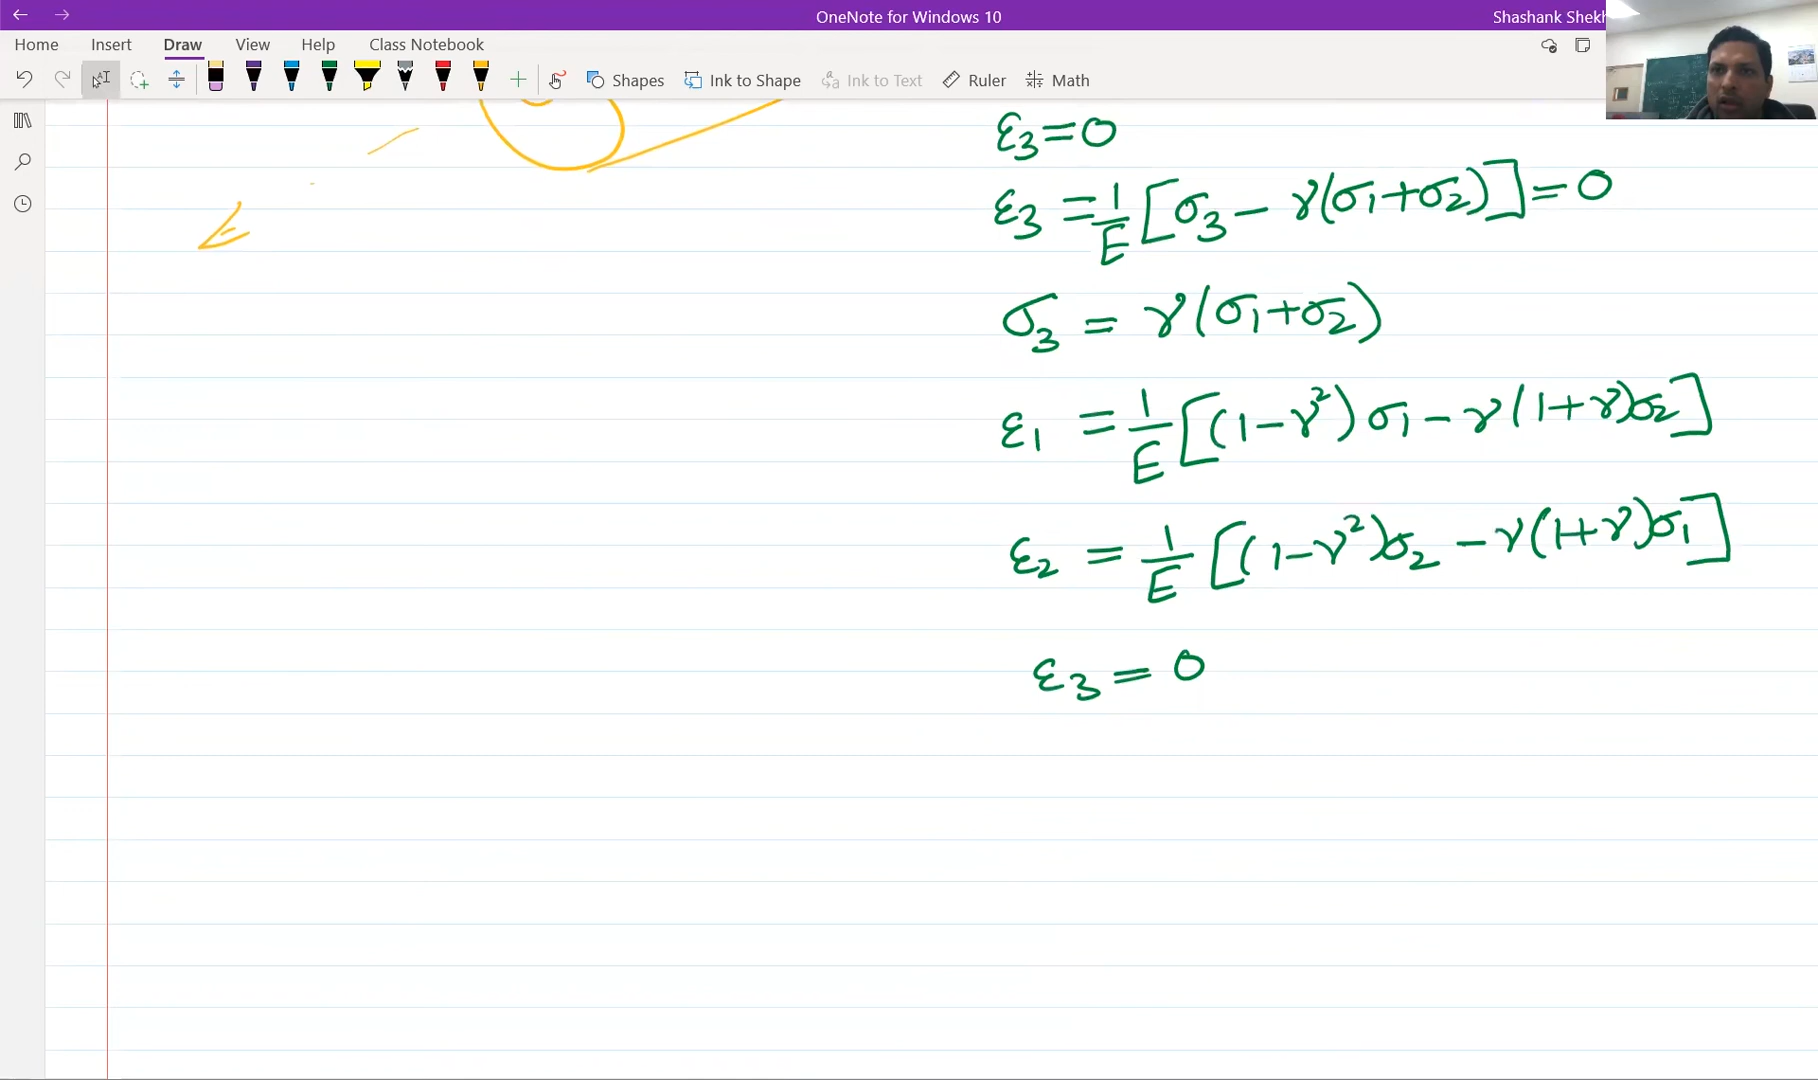 OneNote for Windows 10
Shashank Shekh
Home Insert Draw View Help Class Notebook
Shapes Ink to Shape Ink to Text Ruler Math
ε₃=0
ε₃ = 1/E [σ₃ - γ(σ₁+σ₂)] = 0
σ₃ = γ(σ₁+σ₂)
ε₁ = 1/E [(1-γ²)σ₁ - γ(1+γ)σ₂]
ε₂ = 1/E [(1-γ²)σ₂ - γ(1+γ)σ₁]
ε₃ = 0